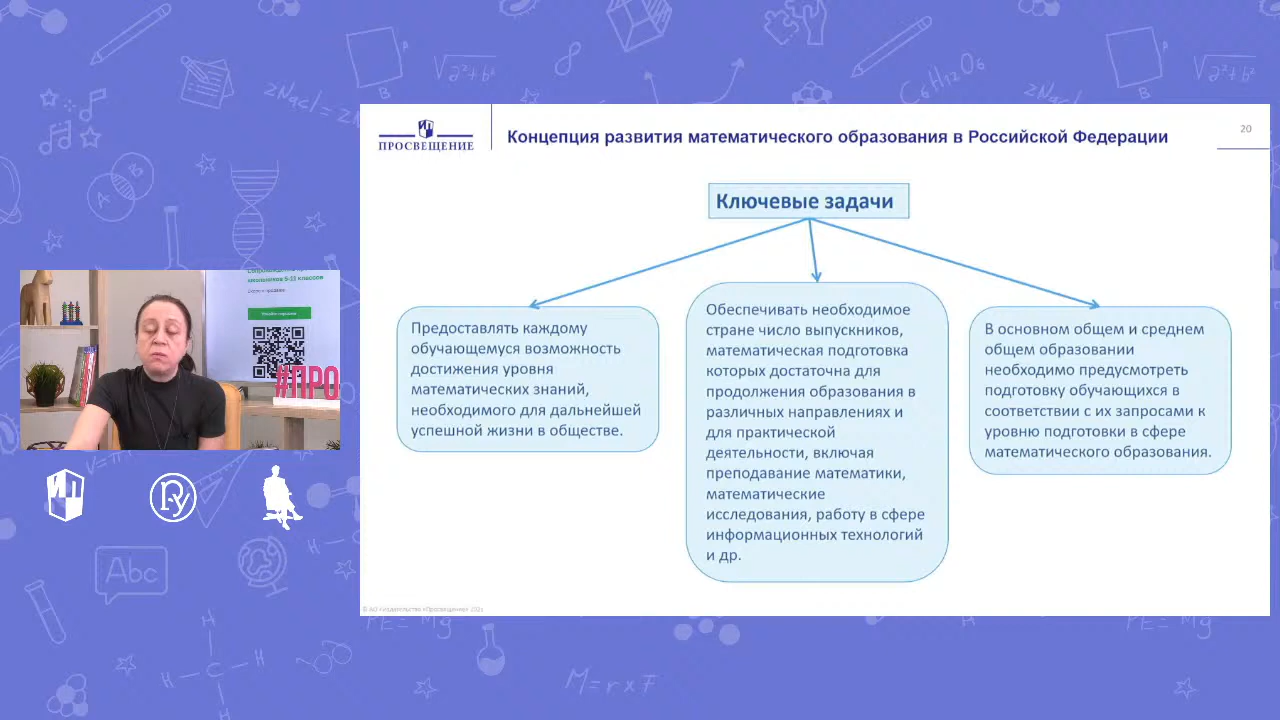 ПРОСВЕЩЕНИЕ
Концепция развития математического образования в Российской Федерации
20
Ключевые задачи
Предоставлять каждому
обучающемуся возможность
достижения уровня
математических знаний,
необходимого для дальнейшей
успешной жизни в обществе.
Обеспечивать необходимое
стране число выпускников,
математическая подготовка
которых достаточна для
продолжения образования в
различных направлениях и
для практической
деятельности, включая
преподавание математики,
математические
исследования, работу в сфере
информационных технологий
и др.
В основном общем и среднем
общем образовании
необходимо предусмотреть
подготовку обучающихся в
соответствии с их запросами к
уровню подготовки в сфере
математического образования.
#ПРО
Abc
M=r×F